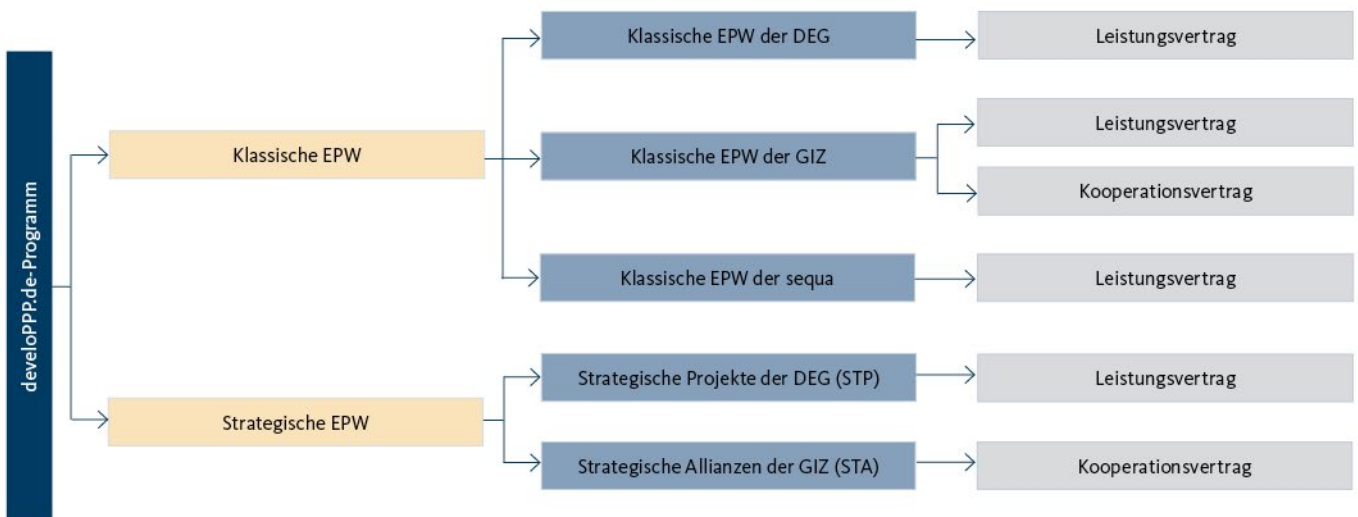 develoPPP.de-Programm
Klassische EPW
Klassische EPW der DEG
Leistungsvertrag
Klassische EPW der GIZ
Leistungsvertrag
Kooperationsvertrag
Klassische EPW der sequa
Leistungsvertrag
Strategische EPW
Strategische Projekte der DEG (STP)
Leistungsvertrag
Strategische Allianzen der GIZ (STA)
Kooperationsvertrag